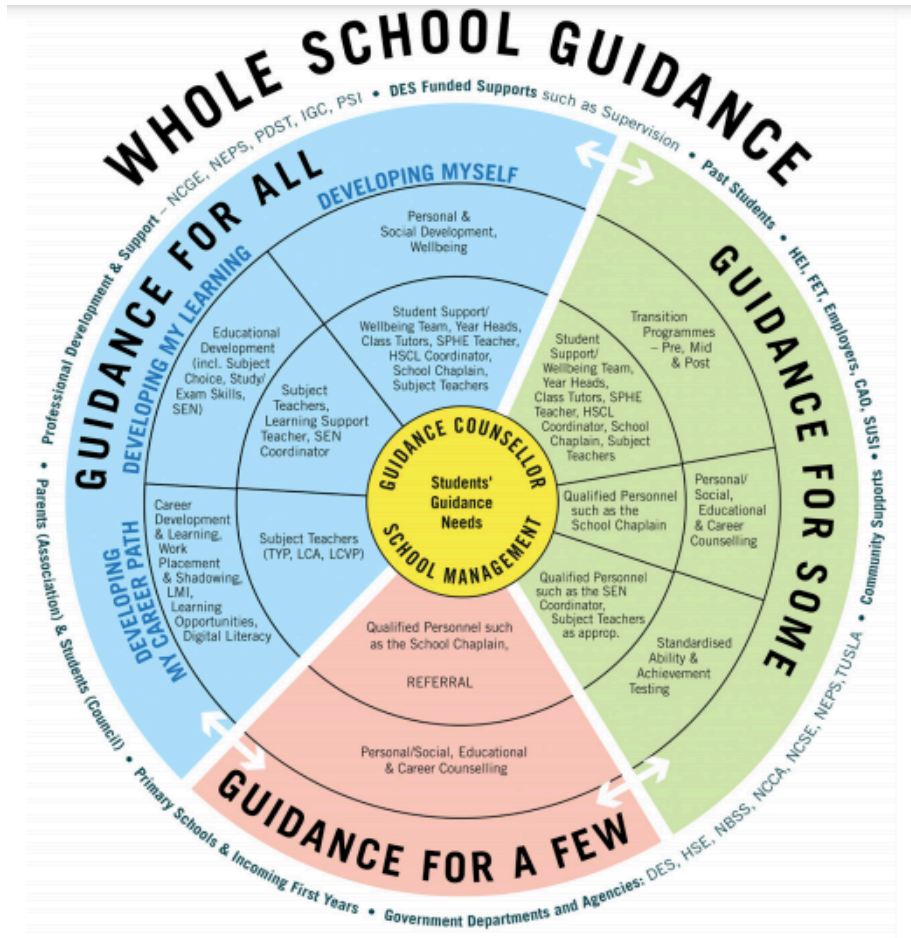 WHOLE SCHOOL GUIDANCE
Professional Development & Support – NCGE, NEPS, PDST, IGC, PSI • DES Funded Supports such as Supervision • Past Students • HEI, FET, Employers, CAO, SUSI • Community Supports • Government Departments and Agencies: DES, HSE, NBSS, NCCA, NCSE, NEPS,TUSLA • Primary Schools & Incoming First Years • Parents (Association) & Students (Council) •
GUIDANCE FOR ALL
DEVELOPING MYSELF
Personal &
Social Development,
Wellbeing
Student Support/
Wellbeing Team, Year Heads,
Class Tutors, SPHE Teacher,
HSCL Coordinator,
School Chaplain,
Subject Teachers
DEVELOPING MY LEARNING
Educational
Development
(incl. Subject
Choice, Study/
Exam Skills,
SEN)
Subject
Teachers,
Learning Support
Teacher, SEN
Coordinator
DEVELOPING
MY CAREER PATH
Career
Development
& Learning,
Work
Placement
& Shadowing,
LMI,
Learning
Opportunities,
Digital Literacy
Subject Teachers
(TYP, LCA, LCVP)
GUIDANCE COUNSELLOR
Students'
Guidance
Needs
SCHOOL MANAGEMENT
GUIDANCE FOR SOME
Transition
Programmes
– Pre, Mid
& Post
Student
Support/
Wellbeing Team,
Year Heads,
Class Tutors, SPHE
Teacher, HSCL
Coordinator, School
Chaplain, Subject
Teachers
Personal/
Social,
Educational
& Career
Counselling
Qualified Personnel
such as the
School Chaplain
Qualified Personnel
such as the SEN
Coordinator,
Subject Teachers
as approp.
Standardised
Ability &
Achievement
Testing
Qualified Personnel such
as the School Chaplain,
REFERRAL
Personal/Social, Educational
& Career Counselling
GUIDANCE FOR A FEW